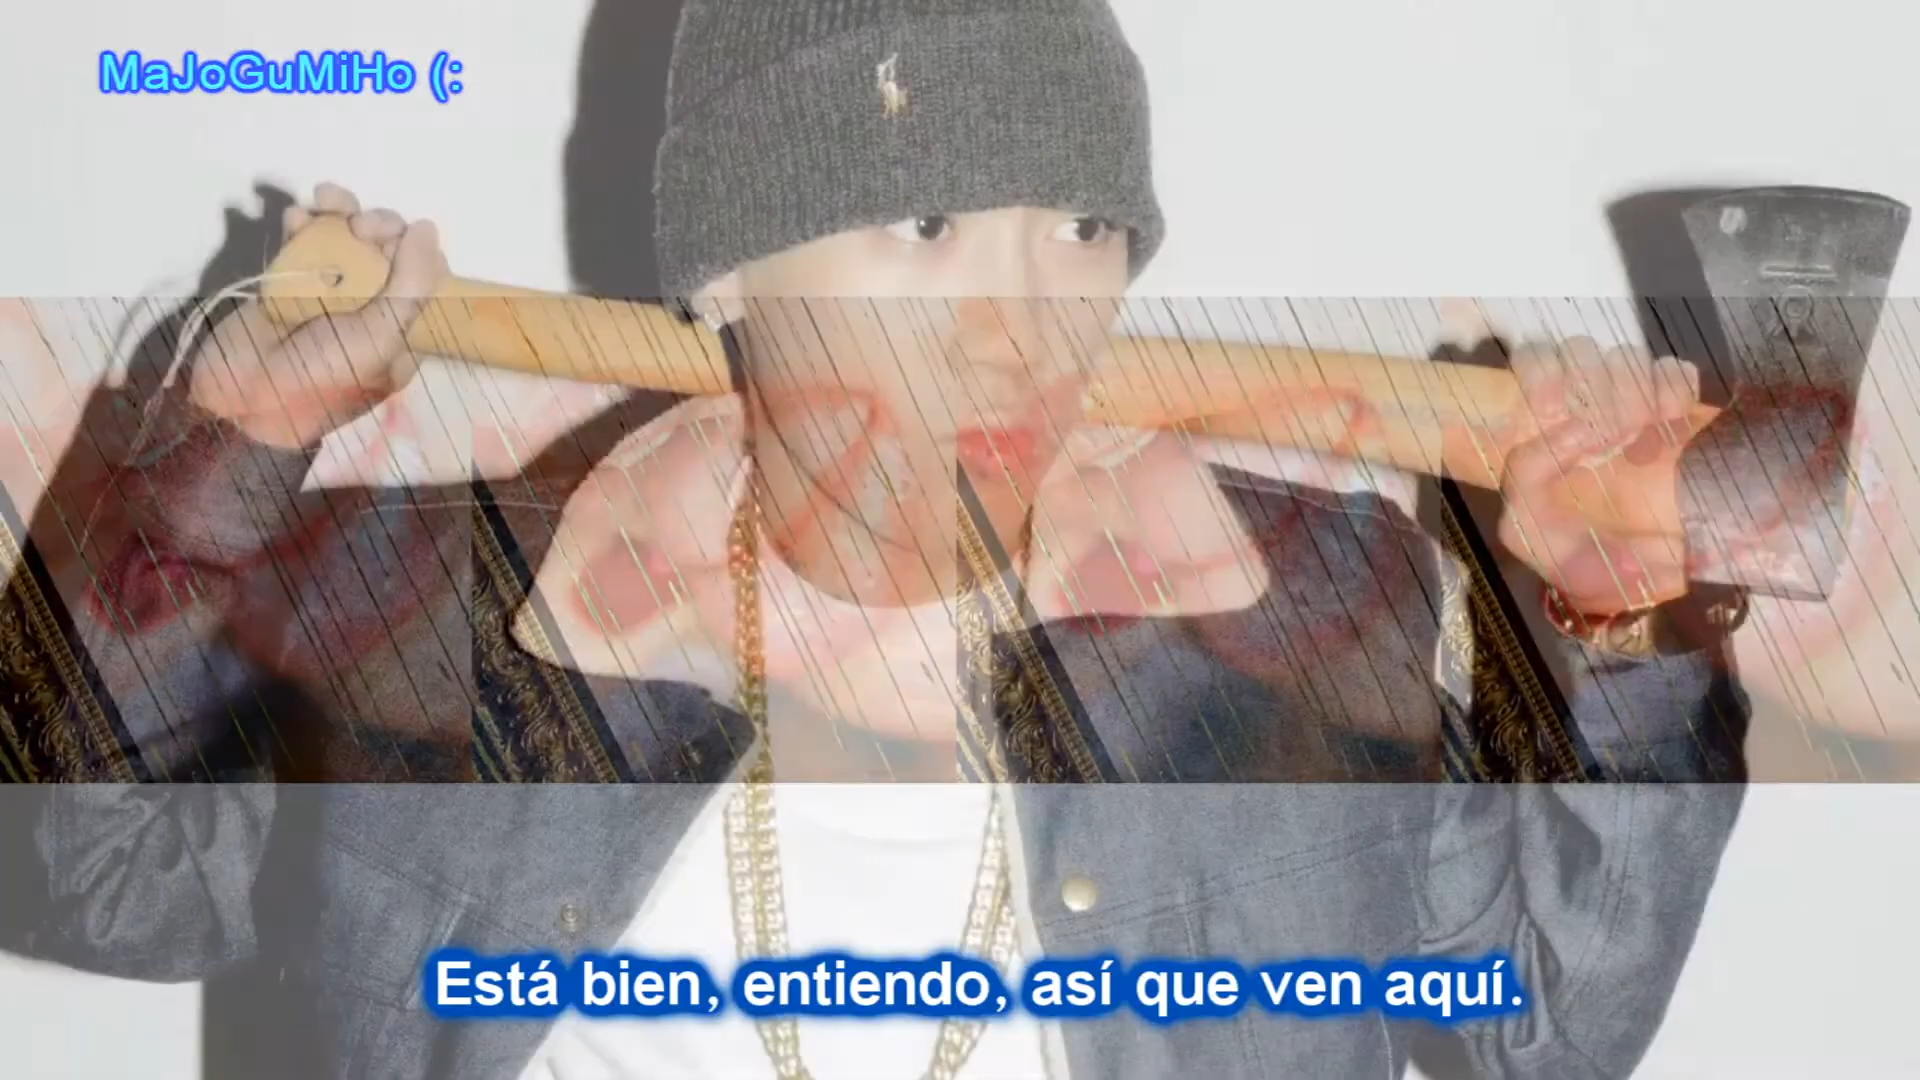 MaJoGuMiHo (:
Está bien, entiendo, así que ven aquí.